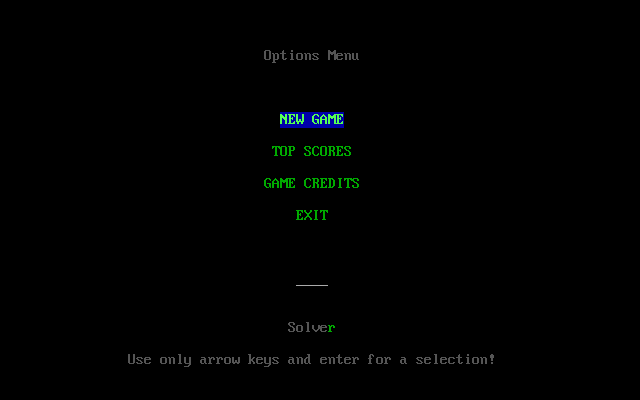 Options Menu
NEW GAME
TOP SCORES
GAME CREDITS
EXIT
Solver
Use only arrow keys and enter for a selection!